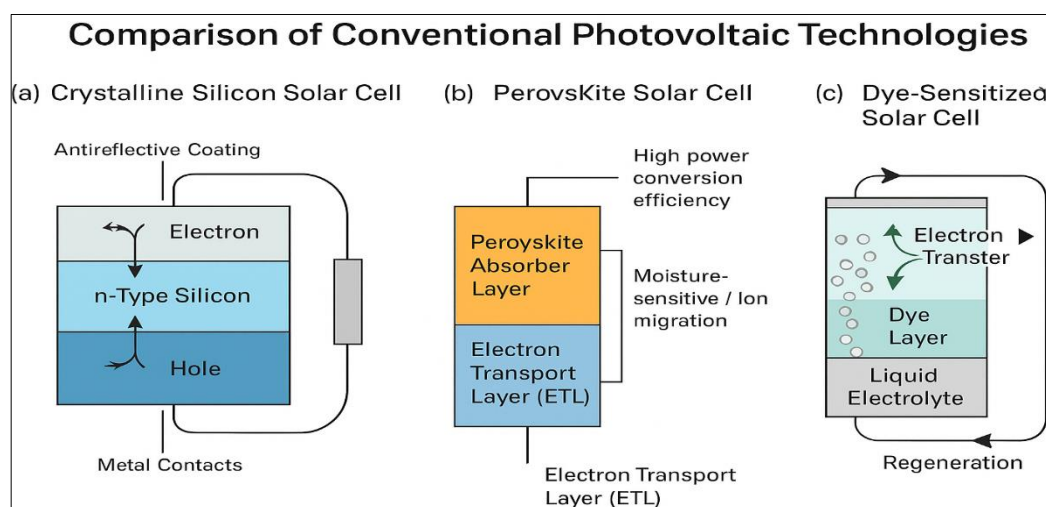 Comparison of Conventional Photovoltaic Technologies
(a) Crystalline Silicon Solar Cell
Antireflective Coating
Electron
n-Type Silicon
Hole
Metal Contacts
(b) PerovsKite Solar Cell
High power
conversion
efficiency
Peroyskite
Absorber
Layer
Moisture-
sensitive / Ion
migration
Electron
Transport
Layer (ETL)
Electron Transport
Layer (ETL)
(c) Dye-Sensitized
Solar Cell
Electron
Transter
Dye
Layer
Liquid
Electrolyte
Regeneration